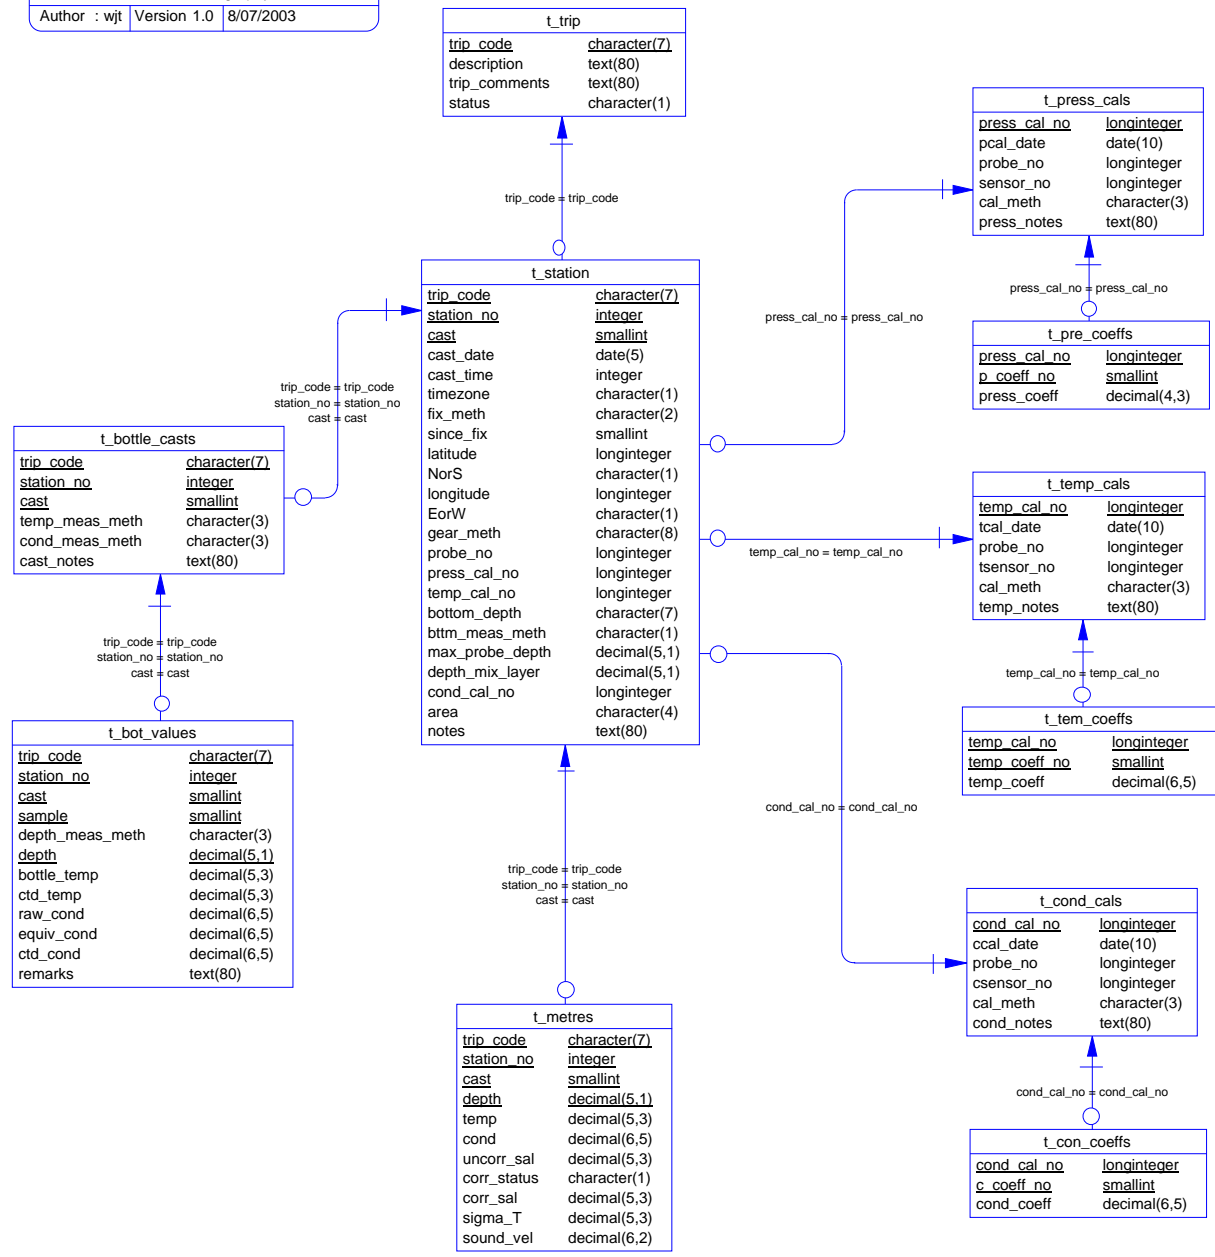 Author : wjt Version 1.0 8/07/2003
t_trip
trip_code character(7)
description text(80)
trip_comments text(80)
status character(1)
trip_code = trip_code
t_press_cals
press_cal_no longinteger
pcal_date date(10)
probe_no longinteger
sensor_no longinteger
cal_meth character(3)
press_notes text(80)
press_cal_no = press_cal_no
t_pre_coeffs
press_cal_no longinteger
p_coeff_no smallint
press_coeff decimal(4,3)
t_station
trip_code character(7)
station_no integer
cast smallint
cast_date date(5)
cast_time integer
timezone character(1)
fix_meth character(2)
since_fix smallint
latitude longinteger
NorS character(1)
longitude longinteger
EorW character(1)
gear_meth character(8)
probe_no longinteger
press_cal_no longinteger
temp_cal_no longinteger
bottom_depth character(7)
bttm_meas_meth character(1)
max_probe_depth decimal(5,1)
depth_mix_layer decimal(5,1)
cond_cal_no longinteger
area character(4)
notes text(80)
press_cal_no = press_cal_no
trip_code = trip_code
station_no = station_no
cast = cast
t_bottle_casts
trip_code character(7)
station_no integer
cast smallint
temp_meas_meth character(3)
cond_meas_meth character(3)
cast_notes text(80)
trip_code = trip_code
station_no = station_no
cast = cast
t_bot_values
trip_code character(7)
station_no integer
cast smallint
sample smallint
depth_meas_meth character(3)
depth decimal(5,1)
bottle_temp decimal(5,3)
ctd_temp decimal(5,3)
raw_cond decimal(6,5)
equiv_cond decimal(6,5)
ctd_cond decimal(6,5)
remarks text(80)
temp_cal_no = temp_cal_no
t_temp_cals
temp_cal_no longinteger
tcal_date date(10)
probe_no longinteger
tsensor_no longinteger
cal_meth character(3)
temp_notes text(80)
temp_cal_no = temp_cal_no
t_tem_coeffs
temp_cal_no longinteger
temp_coeff_no smallint
temp_coeff decimal(6,5)
cond_cal_no = cond_cal_no
trip_code = trip_code
station_no = station_no
cast = cast
t_metres
trip_code character(7)
station_no integer
cast smallint
depth decimal(5,1)
temp decimal(5,3)
cond decimal(6,5)
uncorr_sal decimal(5,3)
corr_status character(1)
corr_sal decimal(5,3)
sigma_T decimal(5,3)
sound_vel decimal(6,2)
t_cond_cals
cond_cal_no longinteger
ccal_date date(10)
probe_no longinteger
csensor_no longinteger
cal_meth character(3)
cond_notes text(80)
cond_cal_no = cond_cal_no
t_con_coeffs
cond_cal_no longinteger
c_coeff_no smallint
cond_coeff decimal(6,5)